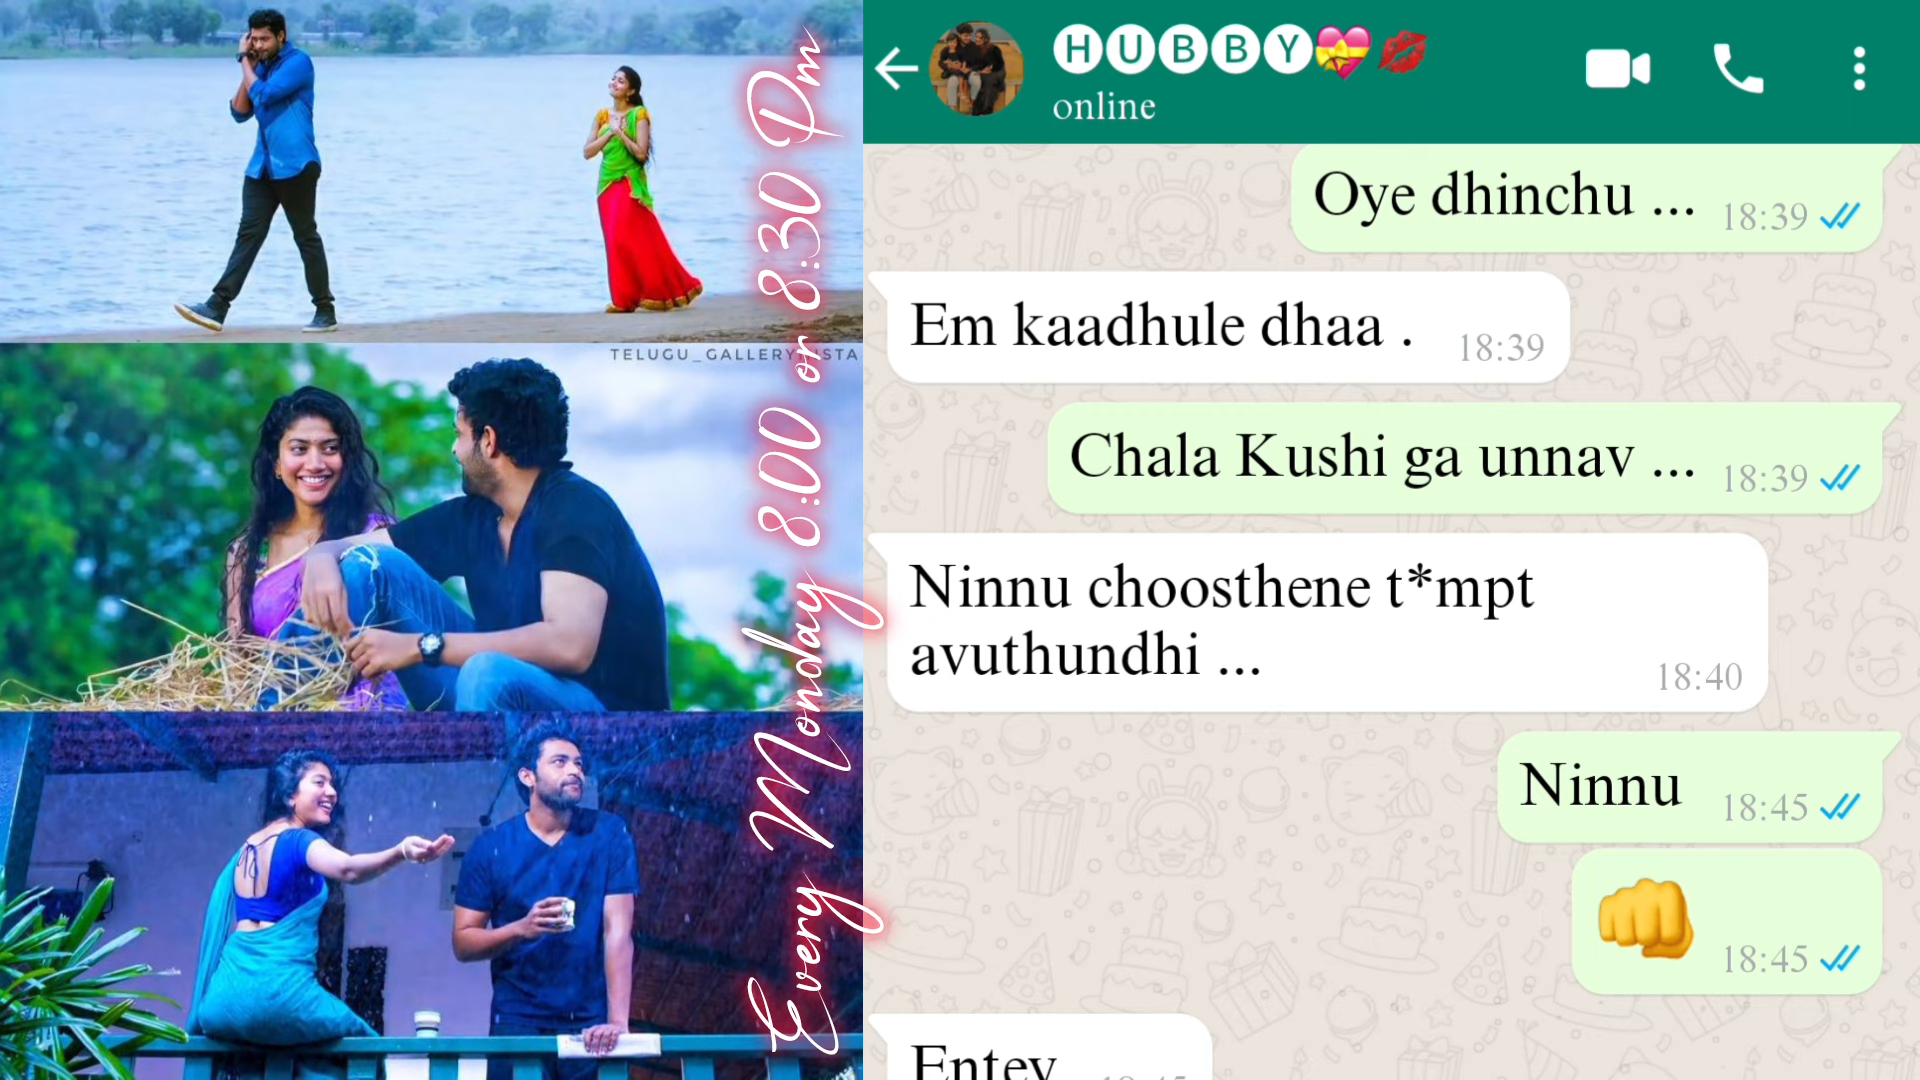 Every Monday 8:00 or 8:30 Pm
TELUGU_GALLERY
HUBBY💝💋
online
Oye dhinchu ... 18:39
Em kaadhule dhaa . 18:39
Chala Kushi ga unnav ... 18:39
Ninnu choosthene t*mpt
avuthundhi ... 18:40
Ninnu 18:45
👊 18:45
Entey